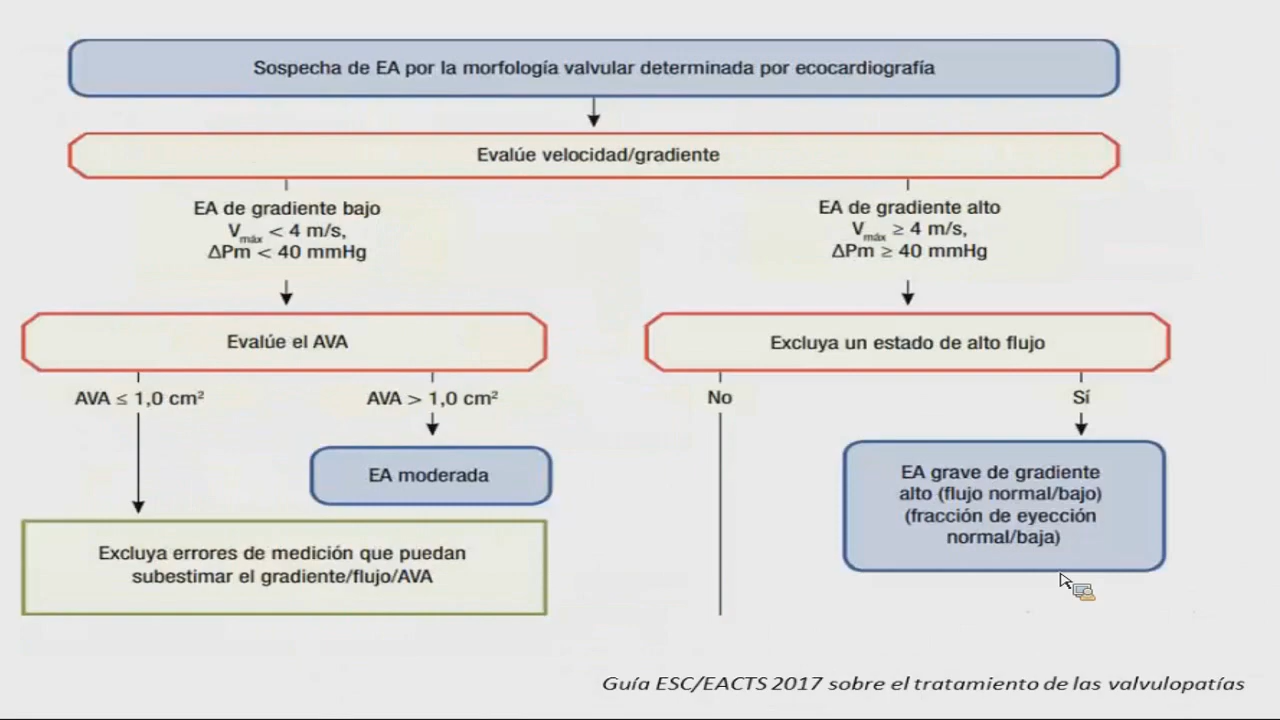 Sospecha de EA por la morfología valvular determinada por ecocardiografía
Evalúe velocidad/gradiente
EA de gradiente bajo
Vmáx < 4 m/s,
ΔPm < 40 mmHg
EA de gradiente alto
Vmáx ≥ 4 m/s,
ΔPm ≥ 40 mmHg
Evalúe el AVA
Excluya un estado de alto flujo
AVA ≤ 1,0 cm²
AVA > 1,0 cm²
No
Sí
EA moderada
EA grave de gradiente
alto (flujo normal/bajo)
(fracción de eyección
normal/baja)
Excluya errores de medición que puedan
subestimar el gradiente/flujo/AVA
Guía ESC/EACTS 2017 sobre el tratamiento de las valvulopatías